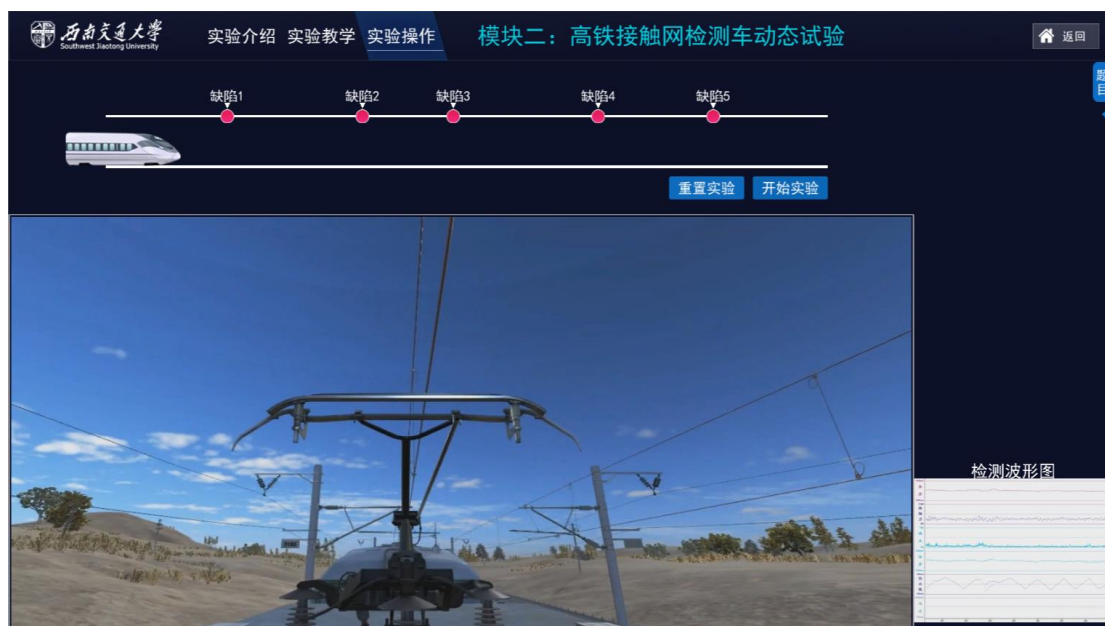 西南交通大学
Southwest Jiaotong University
实验介绍 实验教学 实验操作
模块二：高铁接触网检测车动态试验
返回
题目
缺陷1 缺陷2 缺陷3 缺陷4 缺陷5
重置实验 开始实验
检测波形图